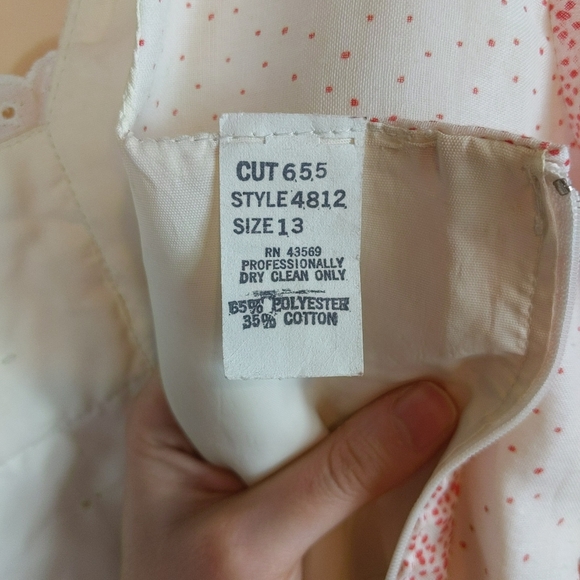 CUT 655
STYLE 4812
SIZE 13
RN 43569
PROFESSIONALLY
DRY CLEAN ONLY
65% POLYESTER
35% COTTON